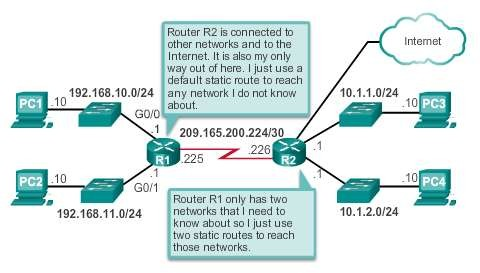 Router R2 is connected to
other networks and to the
Internet. It is also my only
way out of here. I just use a
default static route to reach
any network I do not know
about.
Internet
192.168.10.0/24
10.1.1.0/24
PC1
.10
G0/0
.1
209.165.200.224/30
.10
PC3
R1
.225
.226
R2
.1
.1
PC2
.10
.1
G0/1
192.168.11.0/24
.10
PC4
10.1.2.0/24
Router R1 only has two
networks that I need to
know about so I just use
two static routes to reach
those networks.